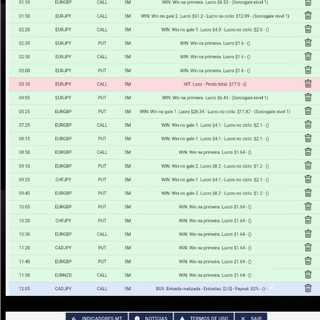 01:10 EURGBP CALL 5M WIN: Win na primeira. Lucro $6.53 - (Sorosgale nível 1)
01:50 EURJPY CALL 5M WIN: Win no gale 2. Lucro $61.2 - Lucro no ciclo: $12.09 - (Sorosgale nível 1)
02:20 EURJPY CALL 5M WIN: Win no gale 1. Lucro $4.0 - Lucro no ciclo: $2.0 - ()
02:35 EURJPY PUT 5M WIN: Win na primeira. Lucro $1.6 - ()
02:50 EURJPY CALL 5M WIN: Win na primeira. Lucro $1.6 - ()
03:00 EURJPY CALL 5M WIN: Win na primeira. Lucro $1.6 - ()
03:10 EURJPY CALL 5M HIT: Loss - Perda total: $17.0 - ()
04:05 EURJPY PUT 5M WIN: Win na primeira. Lucro $6.43 - (Sorosgale nível 1)
05:25 EURGBP PUT 5M WIN: Win no gale 1. Lucro $26.34 - Lucro no ciclo: $11.87 - (Sorosgale nível 1)
07:25 EURGBP CALL 5M WIN: Win no gale 1. Lucro $4.1 - Lucro no ciclo: $2.1 - ()
08:15 EURGBP PUT 5M WIN: Win no gale 1. Lucro $4.1 - Lucro no ciclo: $2.1 - ()
08:50 EURGBP CALL 5M WIN: Win na primeira. Lucro $1.64 - ()
09:10 EURGBP PUT 5M WIN: Win no gale 2. Lucro $8.2 - Lucro no ciclo: $1.2 - ()
09:25 CHFJPY PUT 5M WIN: Win no gale 1. Lucro $4.1 - Lucro no ciclo: $2.1 - ()
09:45 EURGBP PUT 5M WIN: Win no gale 2. Lucro $8.2 - Lucro no ciclo: $1.2 - ()
10:05 EURGBP PUT 5M WIN: Win na primeira. Lucro $1.64 - ()
10:20 CHFJPY PUT 5M WIN: Win na primeira. Lucro $1.64 - ()
10:30 EURGBP PUT 5M WIN: Win na primeira. Lucro $1.64 - ()
11:20 CADJPY PUT 5M WIN: Win na primeira. Lucro $1.64 - ()
11:40 EURGBP PUT 5M WIN: Win na primeira. Lucro $1.64 - ()
11:50 EURNZD CALL 5M WIN: Win na primeira. Lucro $1.64 - ()
12:05 CADJPY PUT 5M BUY: Entrada realizada - Entradas: [2.0] - Payout: 82% - ()
INDICADORES MT NOTÍCIAS TERMOS DE USO SAIR